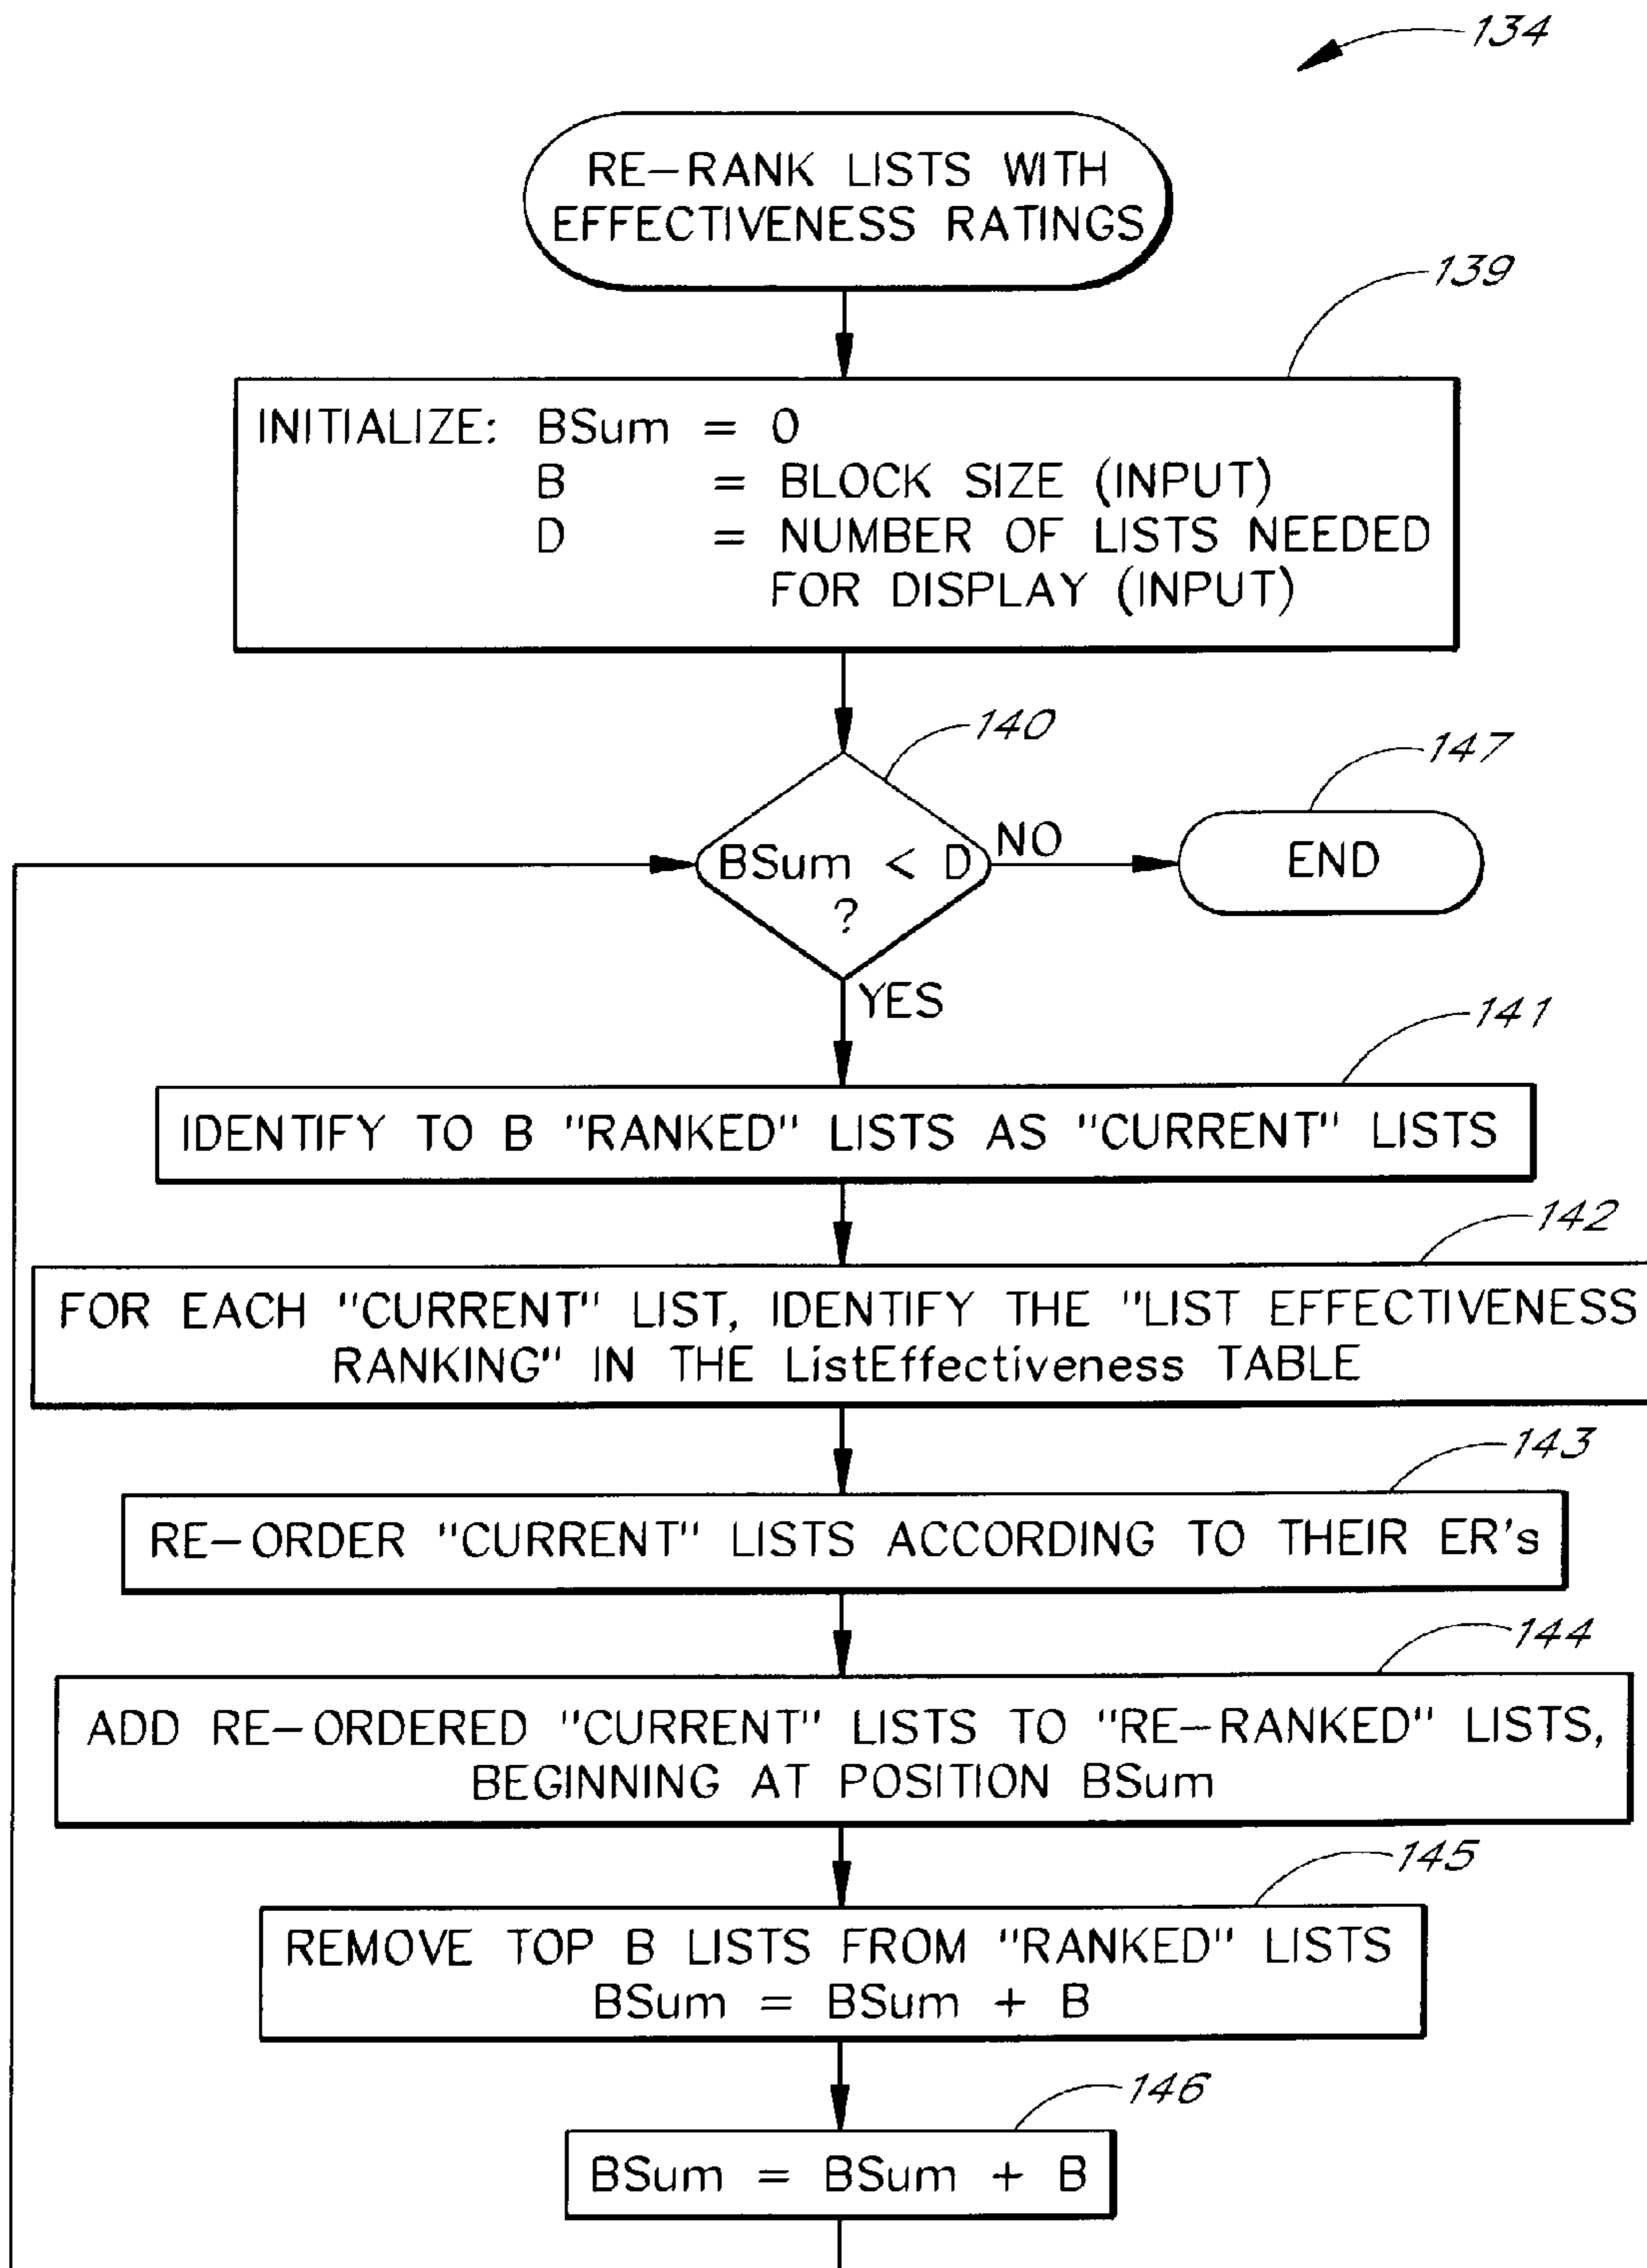 134
RE-RANK LISTS WITH
EFFECTIVENESS RATINGS
139
INITIALIZE: BSum = 0
B = BLOCK SIZE (INPUT)
D = NUMBER OF LISTS NEEDED
FOR DISPLAY (INPUT)
140
147
BSum < D
?
NO
END
YES
141
IDENTIFY TO B "RANKED" LISTS AS "CURRENT" LISTS
142
FOR EACH "CURRENT" LIST, IDENTIFY THE "LIST EFFECTIVENESS
RANKING" IN THE ListEffectiveness TABLE
143
RE-ORDER "CURRENT" LISTS ACCORDING TO THEIR ER's
144
ADD RE-ORDERED "CURRENT" LISTS TO "RE-RANKED" LISTS,
BEGINNING AT POSITION BSum
145
REMOVE TOP B LISTS FROM "RANKED" LISTS
BSum = BSum + B
146
BSum = BSum + B